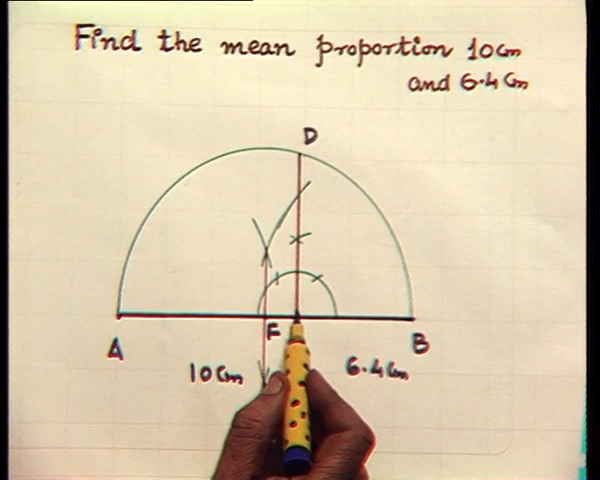 Find the mean proportion 10cm
and 6.4cm
D
F
A
B
10cm
6.4cm